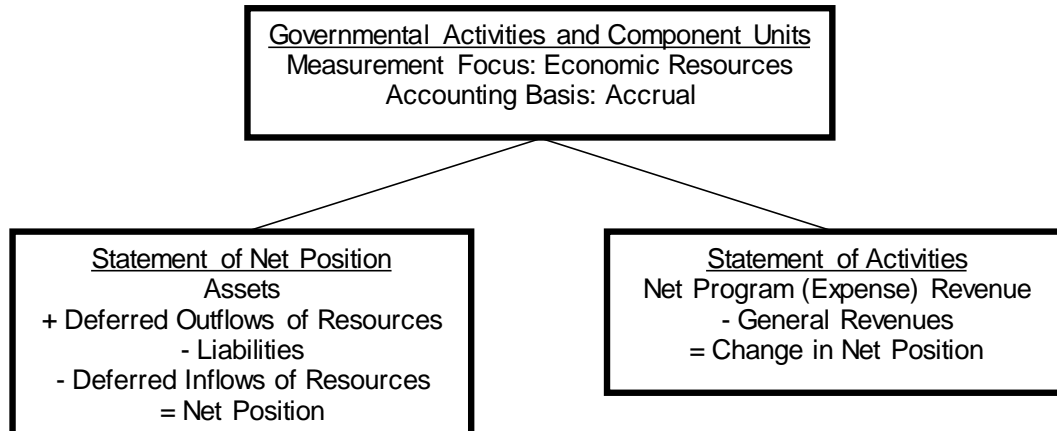 Governmental Activities and Component Units
Measurement Focus: Economic Resources
Accounting Basis: Accrual
Statement of Net Position
Assets
+ Deferred Outflows of Resources
- Liabilities
- Deferred Inflows of Resources
= Net Position
Statement of Activities
Net Program (Expense) Revenue
- General Revenues
= Change in Net Position